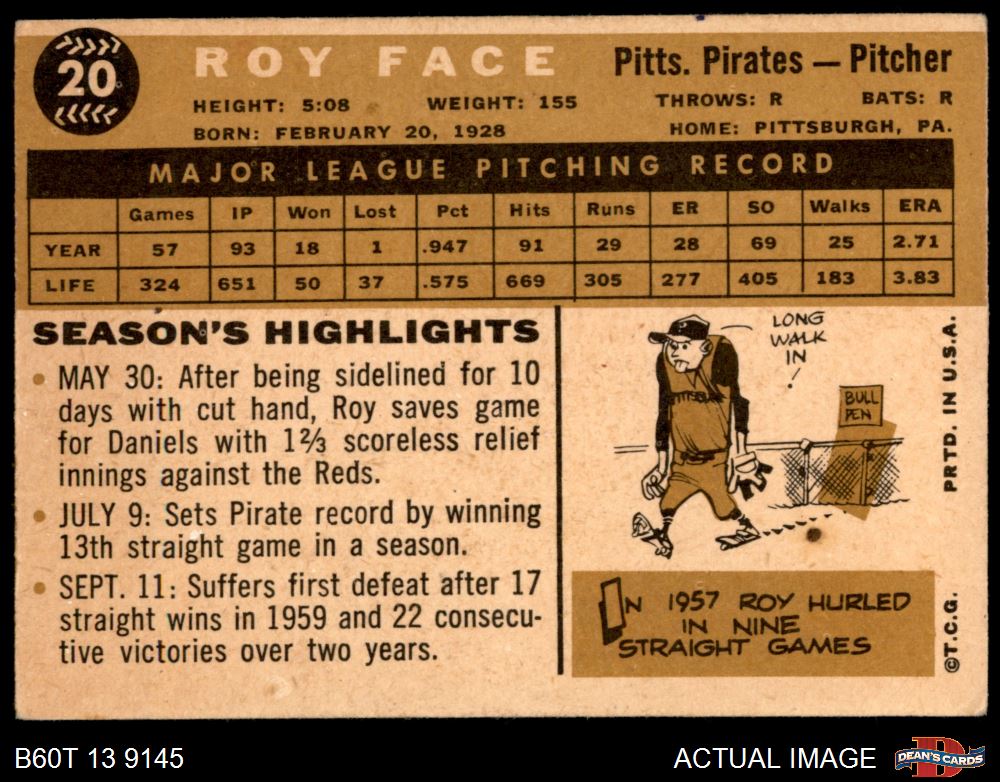 20
ROY FACE
Pitts. Pirates — Pitcher
HEIGHT: 5:08 WEIGHT: 155 THROWS: R BATS: R
BORN: FEBRUARY 20, 1928 HOME: PITTSBURGH, PA.
MAJOR LEAGUE PITCHING RECORD
Games IP Won Lost Pct Hits Runs ER SO Walks ERA
YEAR 57 93 18 1 .947 91 29 28 69 25 2.71
LIFE 324 651 50 37 .575 669 305 277 405 183 3.83
SEASON'S HIGHLIGHTS
• MAY 30: After being sidelined for 10
days with cut hand, Roy saves game
for Daniels with 1⅔ scoreless relief
innings against the Reds.
• JULY 9: Sets Pirate record by winning
13th straight game in a season.
• SEPT. 11: Suffers first defeat after 17
straight wins in 1959 and 22 consecu-
tive victories over two years.
LONG
WALK
IN
!
BULL
PEN
P
PITTSBURG
IN 1957 ROY HURLED
IN NINE
STRAIGHT GAMES
©T.C.G. PRTD. IN U.S.A.
B60T 13 9145
ACTUAL IMAGE
D
DEAN'S CARDS